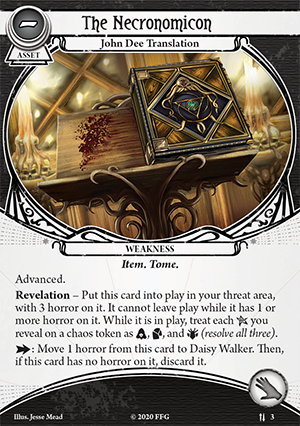 The Necronomicon
ASSET
John Dee Translation
WEAKNESS
Item. Tome.
Advanced.
Revelation – Put this card into play in your threat area,
with 3 horror on it. It cannot leave play while it has 1 or
more horror on it. While it is in play, treat each you
reveal on a chaos token as , , and (resolve all three).
: Move 1 horror from this card to Daisy Walker. Then,
if this card has no horror on it, discard it.
Illus. Jesse Mead
© 2020 FFG
3